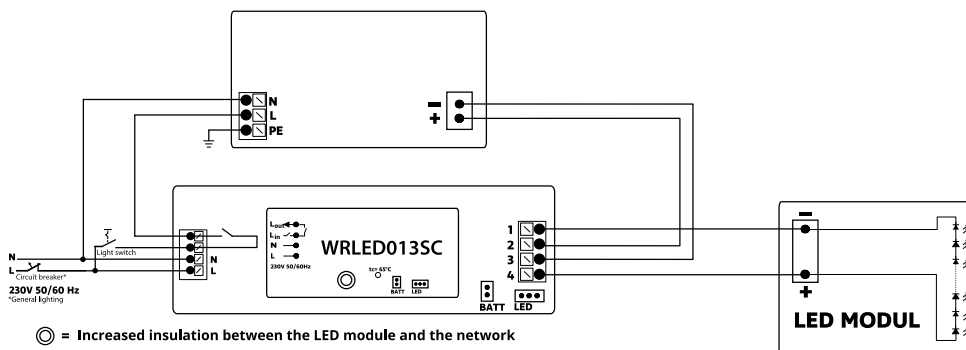 N
L
PE
-
+
Lout
Lin
N
L
230V 50/60Hz
WRLED013SC
tc= 65°C
BATT
LED
1
2
3
4
BATT
LED
N
L
Light switch
N
L
Circuit breaker*
230V 50/60 Hz
*General lighting
-
+
LED MODUL
= Increased insulation between the LED module and the network